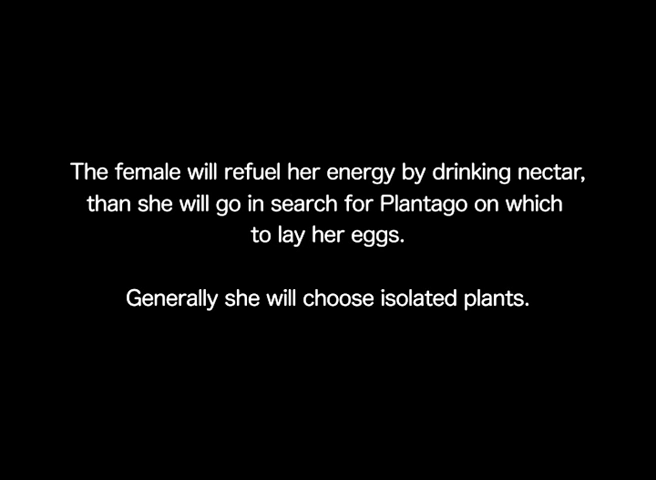 The female will refuel her energy by drinking nectar,
than she will go in search for Plantago on which
to lay her eggs.
Generally she will choose isolated plants.